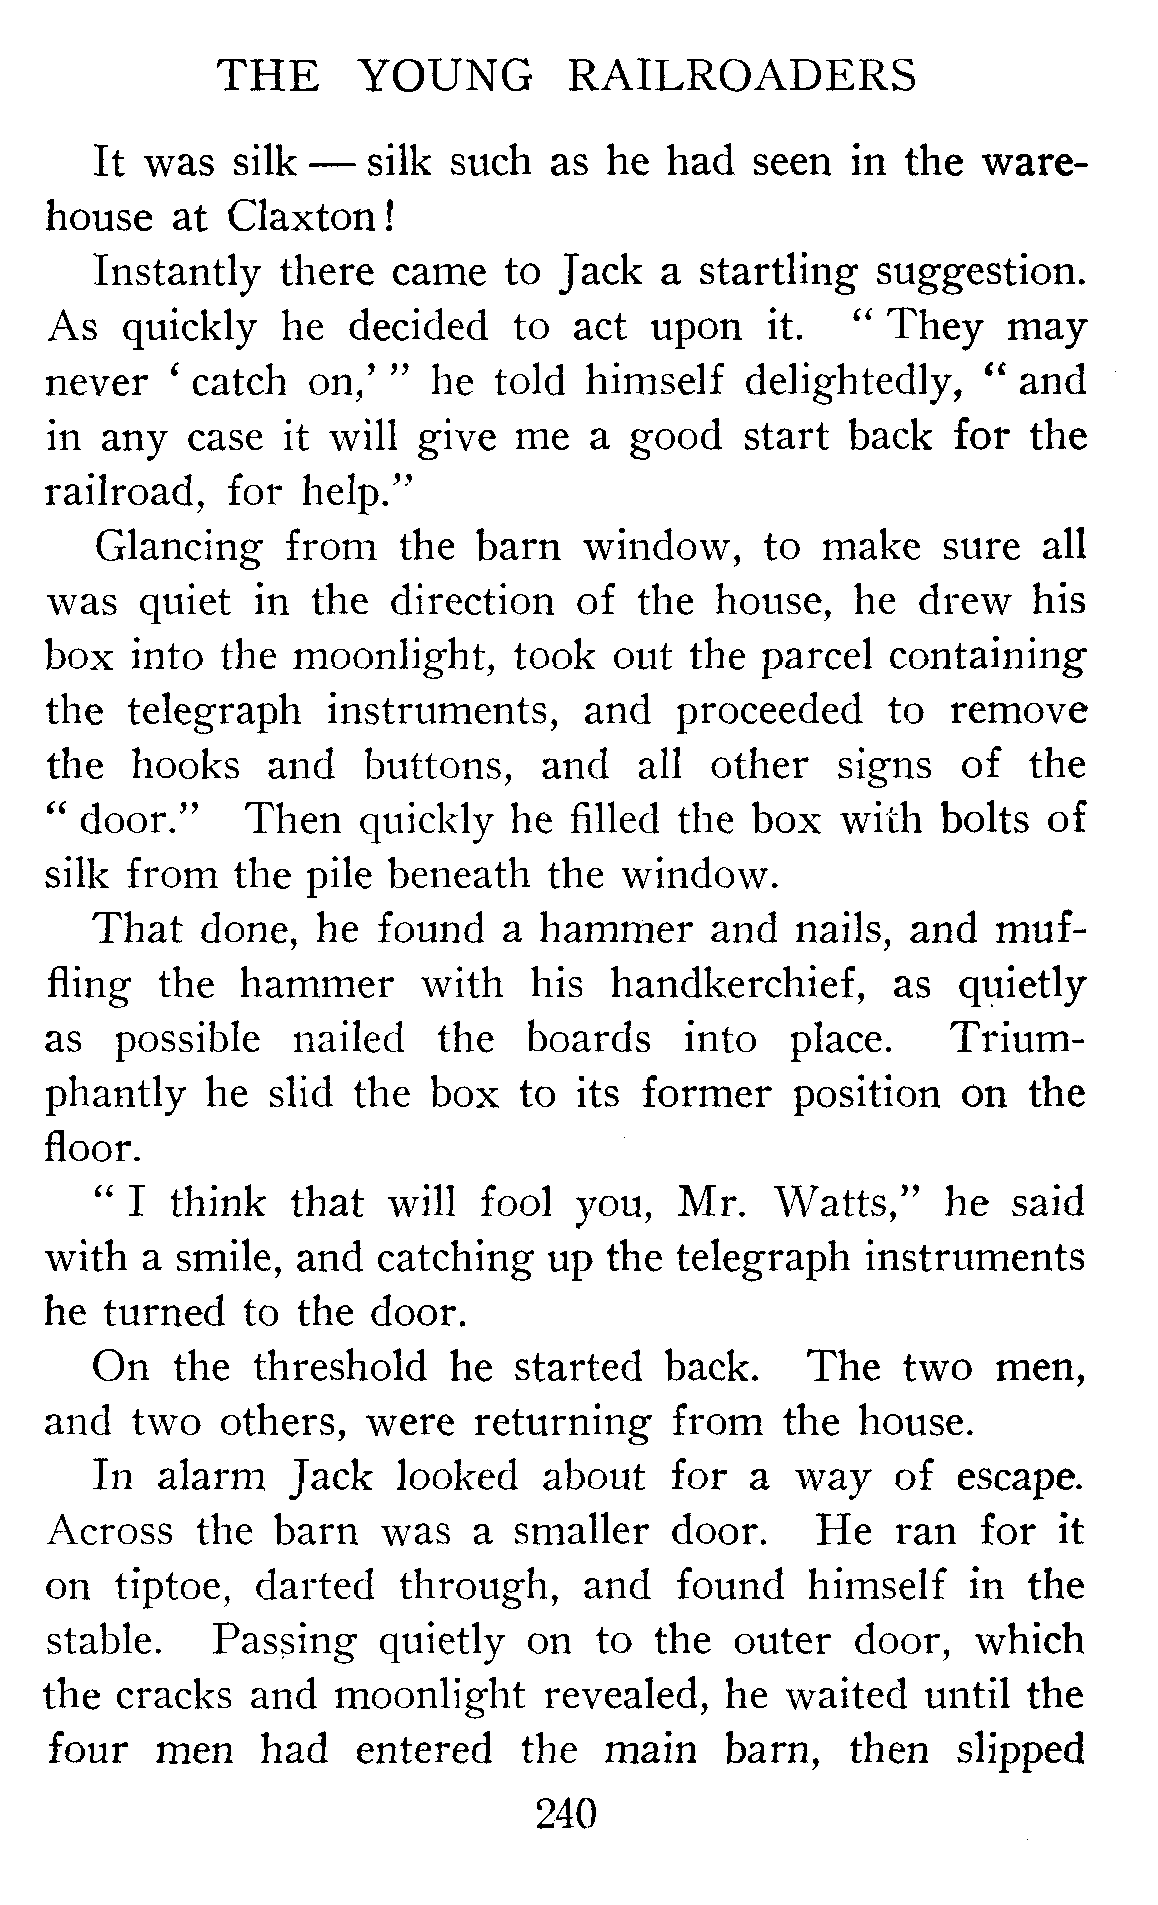 THE YOUNG RAILROADERS
It was silk — silk such as he had seen in the ware-
house at Claxton!
Instantly there came to Jack a startling suggestion.
As quickly he decided to act upon it. “ They may
never ‘ catch on,’ ” he told himself delightedly, “ and
in any case it will give me a good start back for the
railroad, for help.”
Glancing from the barn window, to make sure all
was quiet in the direction of the house, he drew his
box into the moonlight, took out the parcel containing
the telegraph instruments, and proceeded to remove
the hooks and buttons, and all other signs of the
“ door.” Then quickly he filled the box with bolts of
silk from the pile beneath the window.
That done, he found a hammer and nails, and muf-
fling the hammer with his handkerchief, as quietly
as possible nailed the boards into place. Trium-
phantly he slid the box to its former position on the
floor.
“ I think that will fool you, Mr. Watts,” he said
with a smile, and catching up the telegraph instruments
he turned to the door.
On the threshold he started back. The two men,
and two others, were returning from the house.
In alarm Jack looked about for a way of escape.
Across the barn was a smaller door. He ran for it
on tiptoe, darted through, and found himself in the
stable. Passing quietly on to the outer door, which
the cracks and moonlight revealed, he waited until the
four men had entered the main barn, then slipped
240